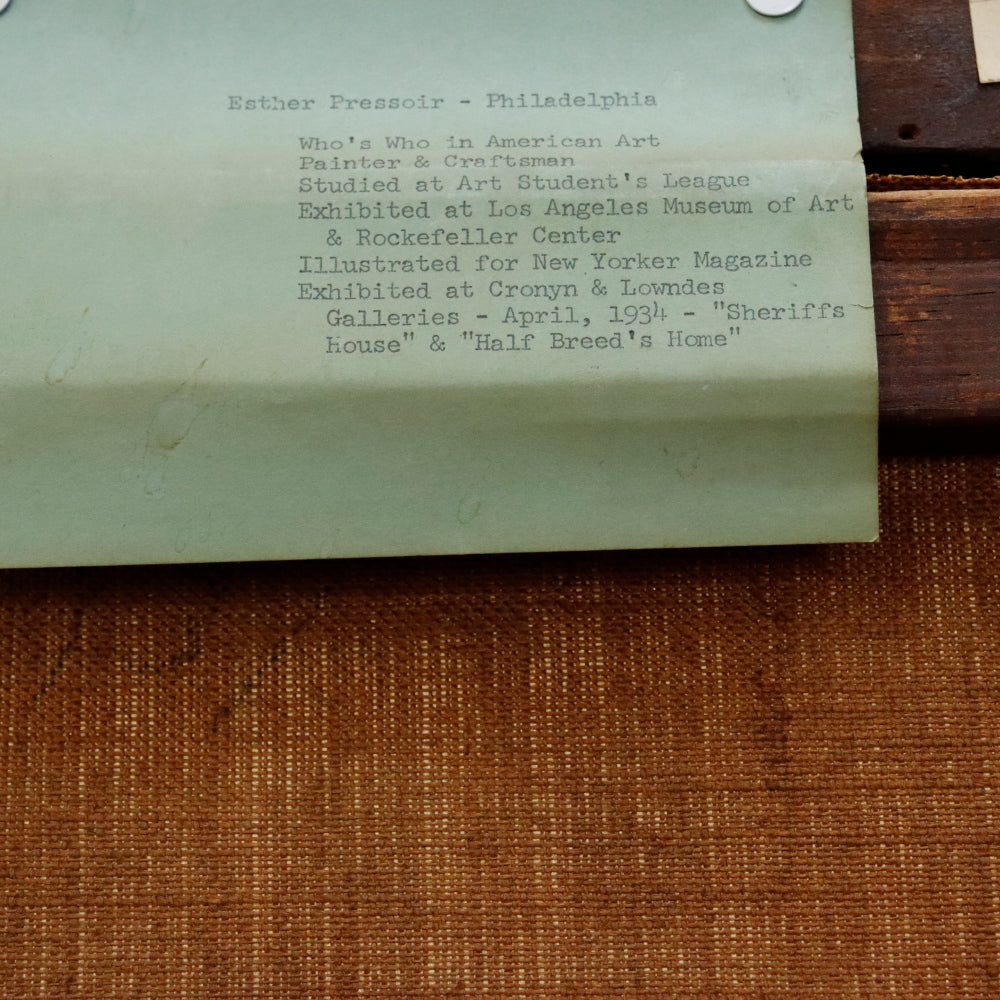 Esther Pressoir - Philadelphia
Who's Who in American Art
Painter & Craftsman
Studied at Art Student's League
Exhibited at Los Angeles Museum of Art
& Rockefeller Center
Illustrated for New Yorker Magazine
Exhibited at Cronyn & Lowndes
Galleries - April, 1934 - "Sheriffs
House" & "Half Breed's Home"